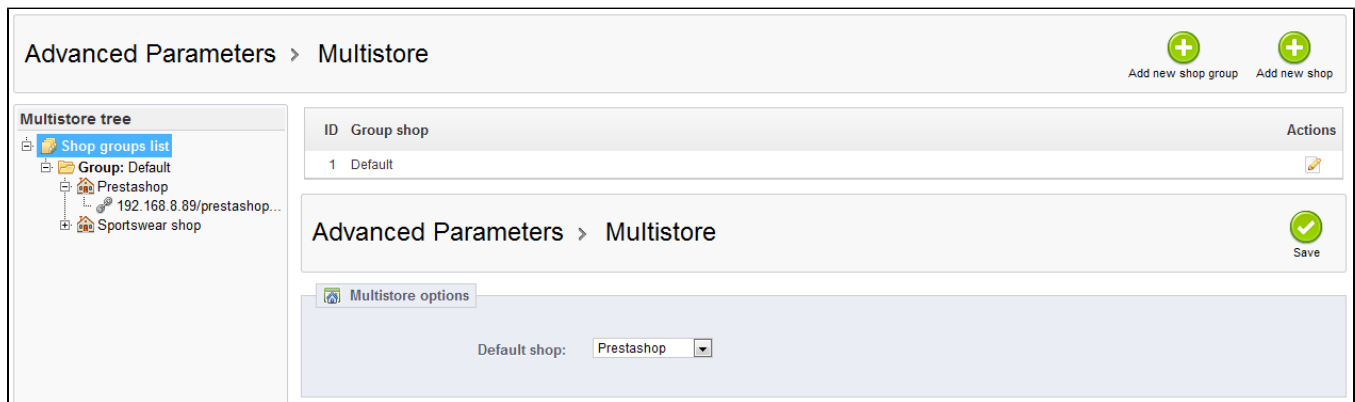 Advanced Parameters > Multistore
Add new shop group
Add new shop
Multistore tree
Shop groups list
Group: Default
Prestashop
192.168.8.89/prestashop...
Sportswear shop
ID Group shop Actions
1 Default
Advanced Parameters > Multistore
Save
Multistore options
Default shop: Prestashop